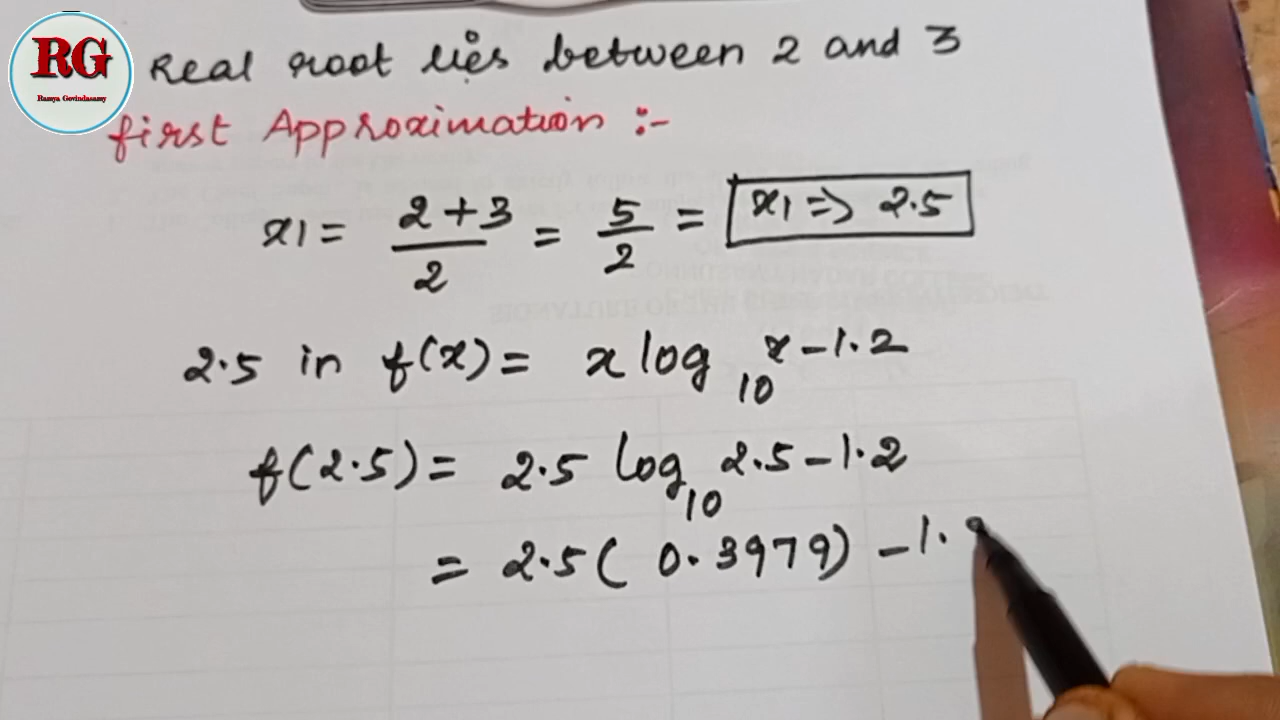 RG
Ramya Govindasamy
Real root lies between 2 and 3
first Approximation :-
x1 = 2+3/2 = 5/2 = x1 => 2.5
2.5 in f(x) = x log10 x - 1.2
f(2.5) = 2.5 log10 2.5 - 1.2
= 2.5 ( 0.3979) - 1.